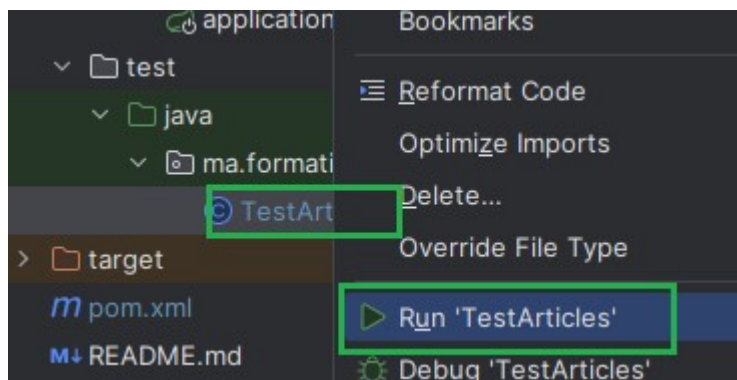 application
test
java
ma.formati
TestArt
target
pom.xml
README.md
Bookmarks
Reformat Code
Optimize Imports
Delete...
Override File Type
Run 'TestArticles'
Debug 'TestArticles'